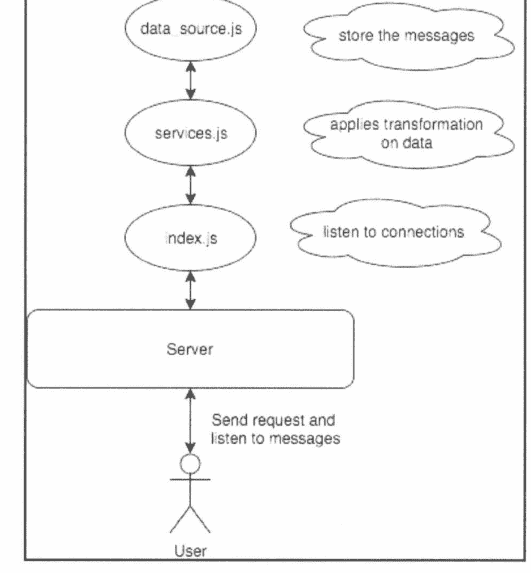 data_source.js
store the messages
services.js
applies transformation
on data
index.js
listen to connections
Server
Send request and
listen to messages
User